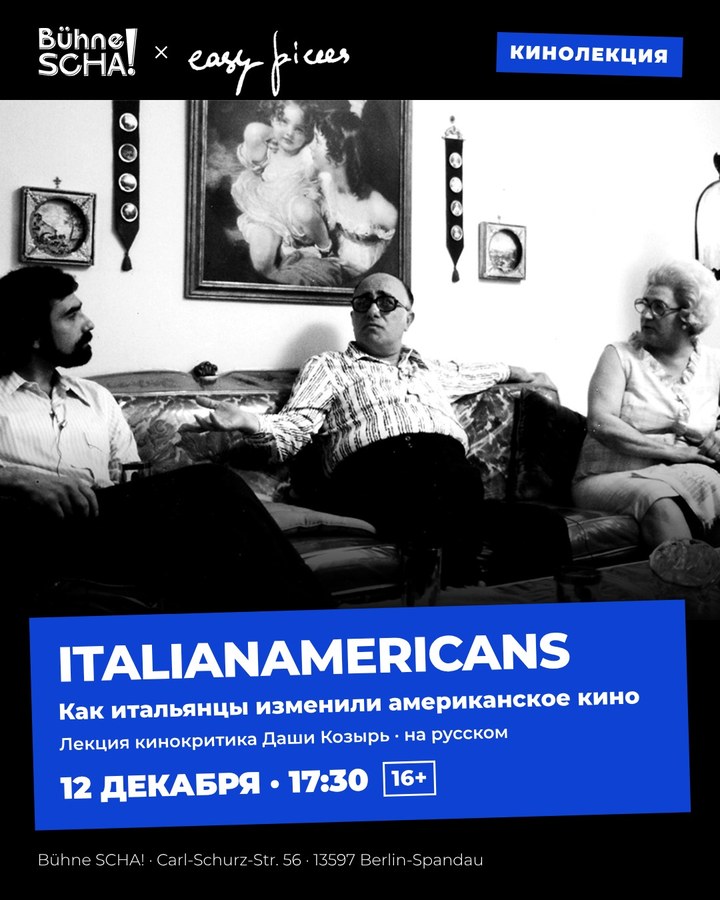 Bühne
SCHA!
×
easy pieces
КИНОЛЕКЦИЯ
ITALIANAMERICANS
Как итальянцы изменили американское кино
Лекция кинокритика Даши Козырь · на русском
12 ДЕКАБРЯ • 17:30 16+
Bühne SCHA! · Carl-Schurz-Str. 56 · 13597 Berlin-Spandau